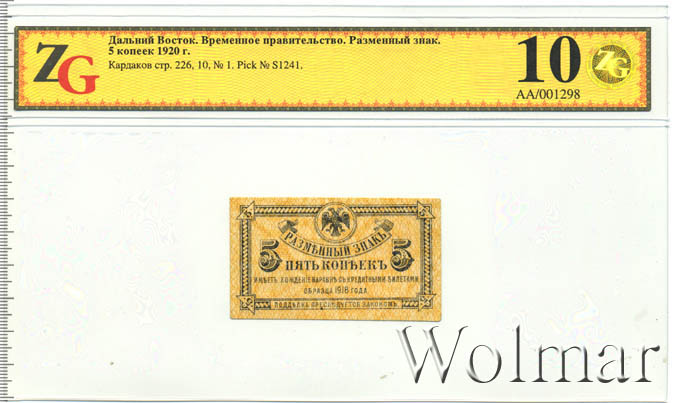 ZG
Дальний Восток. Временное правительство. Разменный знак.
5 копеек 1920 г.
Кардаков стр. 226, 10, № 1. Pick № S1241,
10
ZG
АА/001298
РАЗМѢННЫЙ ЗНАКЪ
5 5
ПЯТЬ КОПѢЕКЪ
ИМѢЕТЪ ХОЖДЕНІЕ НАРАВНѢ СЪ КРЕДИТНЫМИ БИЛЕТАМИ
ОБРАЗЦА 1918 ГОДА
ПОДДѢЛКА ПРЕСЛѢДУЕТСЯ ЗАКОНОМЪ
Wolmar